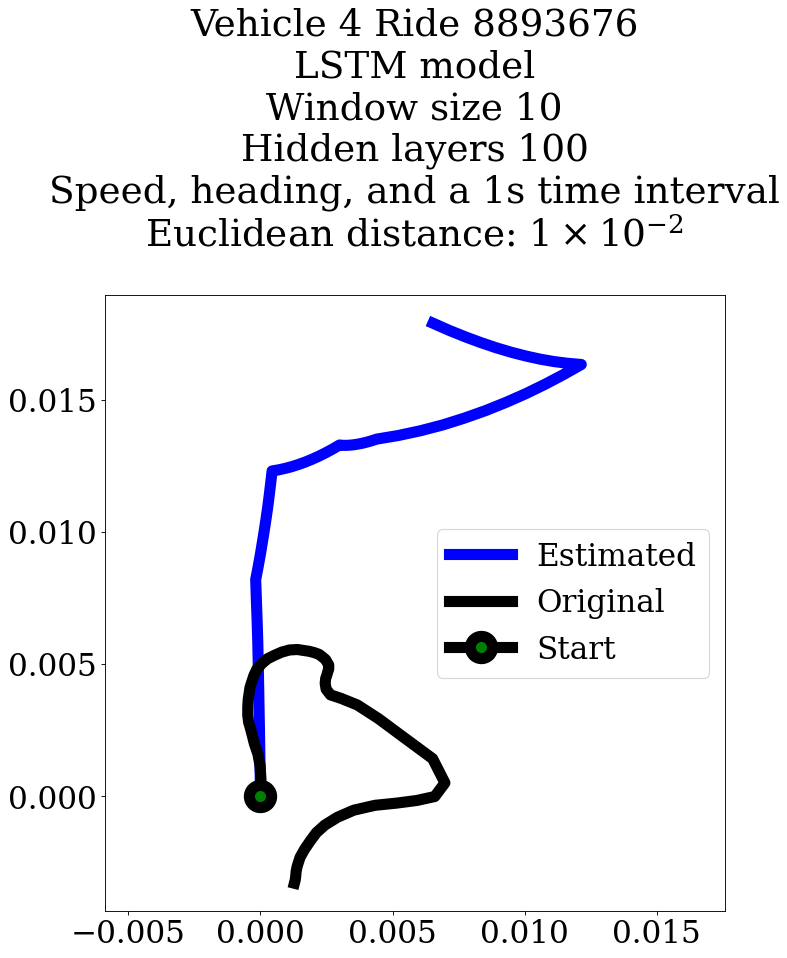 Vehicle 4 Ride 8893676
LSTM model
Window size 10
Hidden layers 100
Speed, heading, and a 1s time interval
Euclidean distance: 1 × 10⁻²
0.015
0.010
Estimated
Original
Start
0.005
0.000
−0.005 0.000 0.005 0.010 0.015